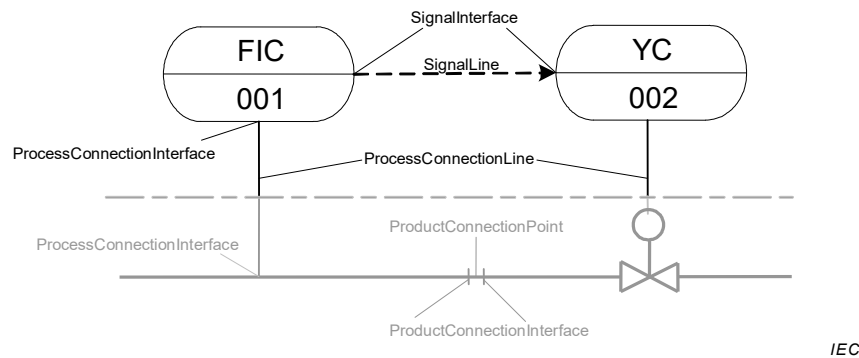 SignalInterface
FIC
YC
SignalLine
001
002
ProcessConnectionInterface
ProcessConnectionLine
ProductConnectionPoint
ProcessConnectionInterface
ProductConnectionInterface
IEC